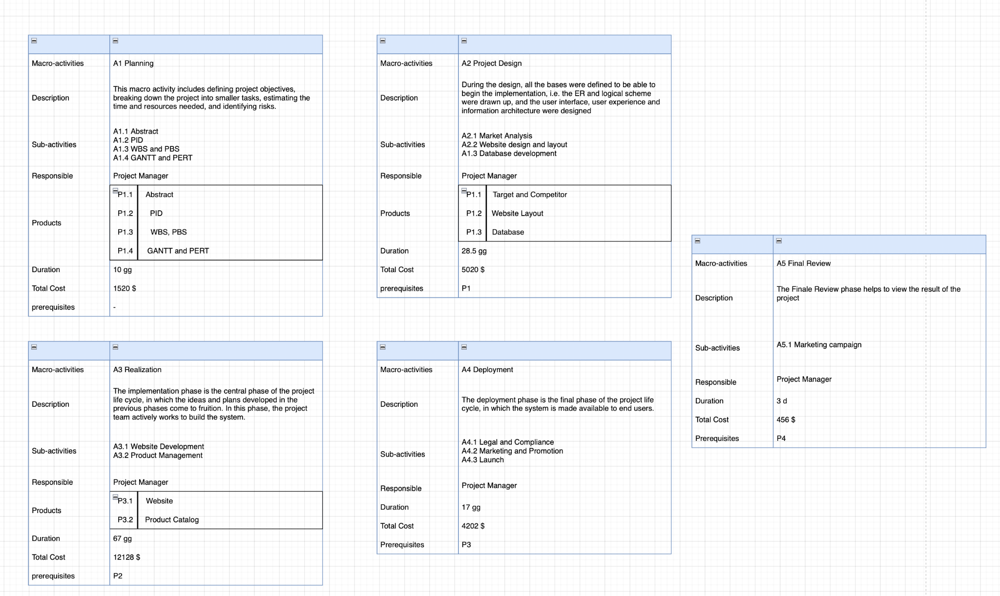 Macro-activities A1 Planning
Description This macro activity includes defining project objectives,
breaking down the project into smaller tasks, estimating the
time and resources needed, and identifying risks.
Sub-activities A1.1 Abstract
A1.2 PID
A1.3 WBS and PBS
A1.4 GANTT and PERT
Responsible Project Manager
Products P1.1 Abstract
P1.2 PID
P1.3 WBS, PBS
P1.4 GANTT and PERT
Duration 10 gg
Total Cost 1520 $
prerequisites -
Macro-activities A2 Project Design
Description During the design, all the bases were defined to be able to
begin the implementation, i.e. the ER and logical scheme
were drawn up, and the user interface, user experience and
information architecture were designed
Sub-activities A2.1 Market Analysis
A2.2 Website design and layout
A1.3 Database development
Responsible Project Manager
Products P1.1 Target and Competitor
P1.2 Website Layout
P1.3 Database
Duration 28.5 gg
Total Cost 5020 $
prerequisites P1
Macro-activities A3 Realization
Description The implementation phase is the central phase of the project
life cycle, in which the ideas and plans developed in the
previous phases come to fruition. In this phase, the project
team actively works to build the system.
Sub-activities A3.1 Website Development
A3.2 Product Management
Responsible Project Manager
Products P3.1 Website
P3.2 Product Catalog
Duration 67 gg
Total Cost 12128 $
prerequisites P2
Macro-activities A4 Deployment
Description The deployment phase is the final phase of the project life
cycle, in which the system is made available to end users.
Sub-activities A4.1 Legal and Compliance
A4.2 Marketing and Promotion
A4.3 Launch
Responsible Project Manager
Duration 17 gg
Total Cost 4202 $
Prerequisites P3
Macro-activities A5 Final Review
Description The Finale Review phase helps to view the result of the
project
Sub-activities A5.1 Marketing campaign
Responsible Project Manager
Duration 3 d
Total Cost 456 $
Prerequisites P4